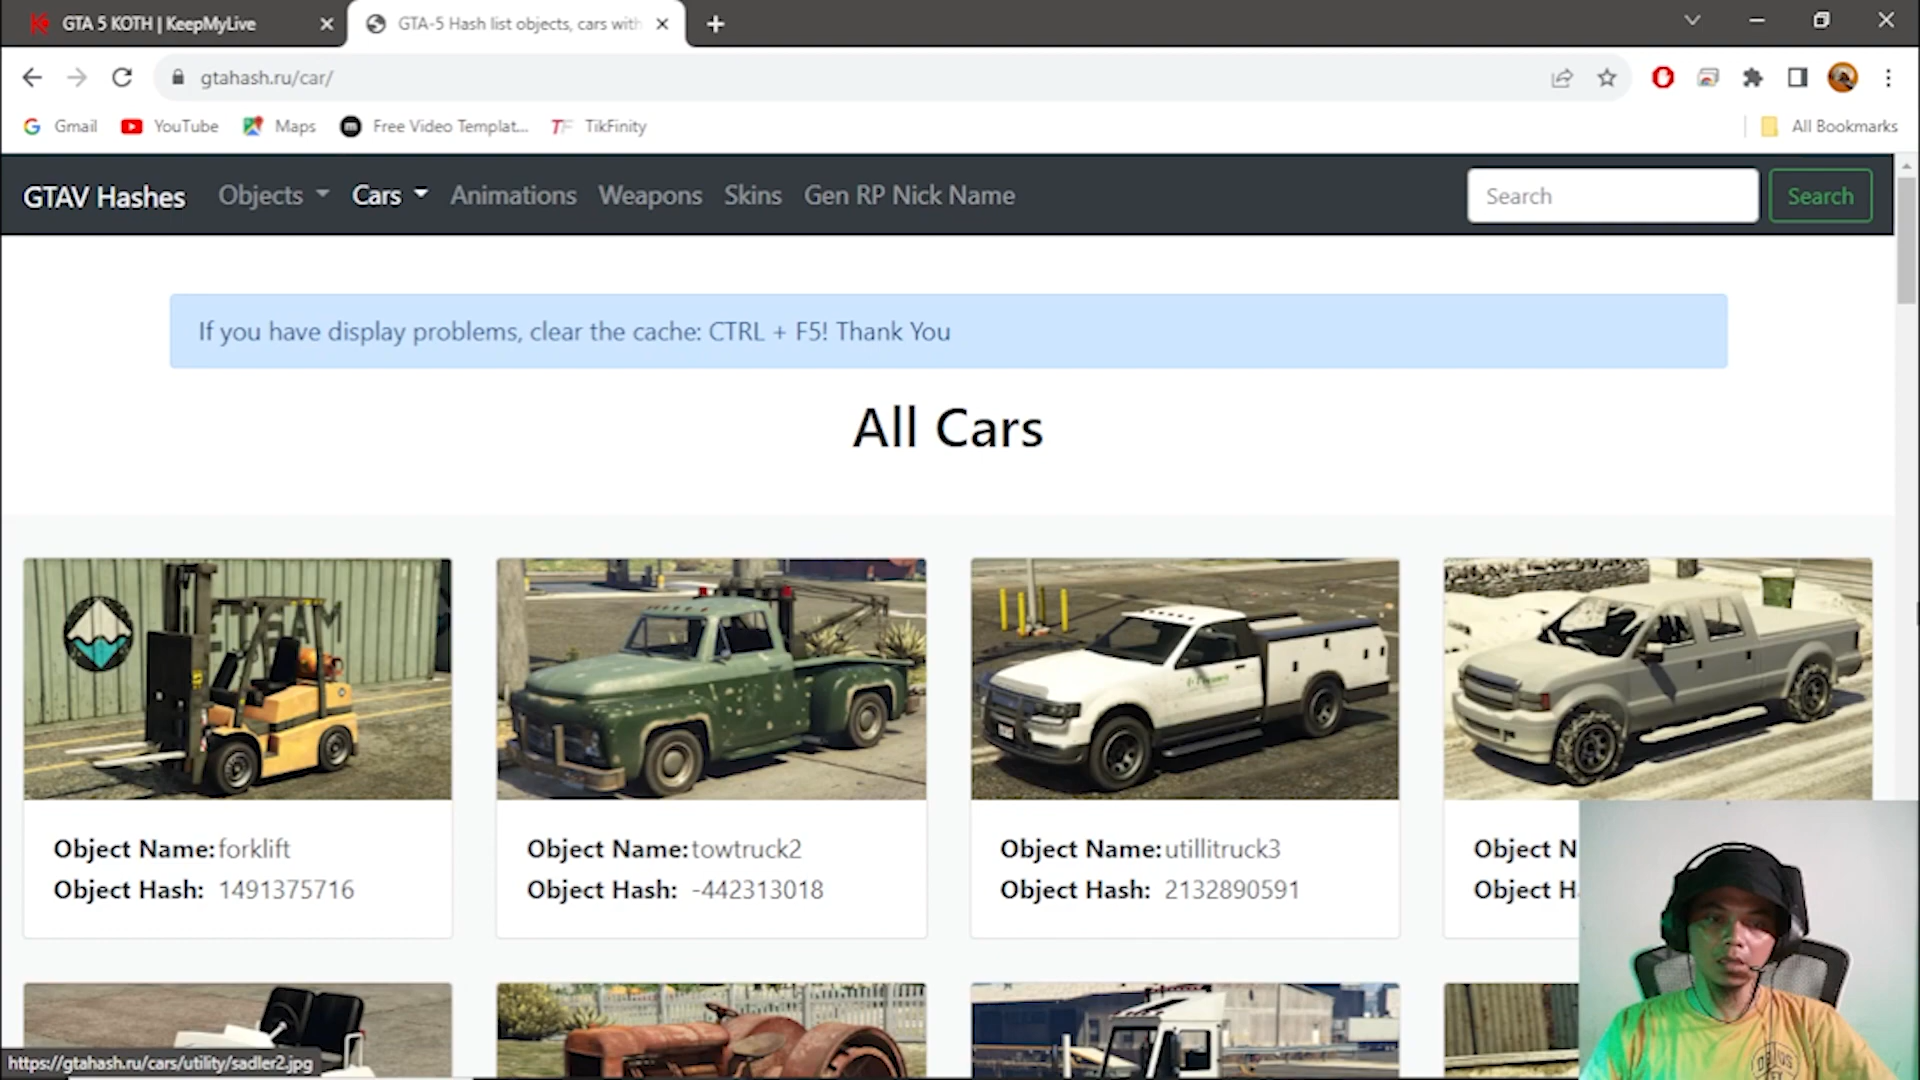 GTA 5 KOTH | KeepMyLive
GTA-5 Hash list objects, cars with
gtahash.ru/car/
Gmail
YouTube
Maps
Free Video Templat...
TikFinity
All Bookmarks
GTAV Hashes
Objects
Cars
Animations
Weapons
Skins
Gen RP Nick Name
Search
Search
If you have display problems, clear the cache: CTRL + F5! Thank You
All Cars
Object Name: forklift
Object Hash: 1491375716
Object Name: towtruck2
Object Hash: -442313018
Object Name: utillitruck3
Object Hash: 2132890591
Object N
Object H
https://gtahash.ru/cars/utility/sadler2.jpg